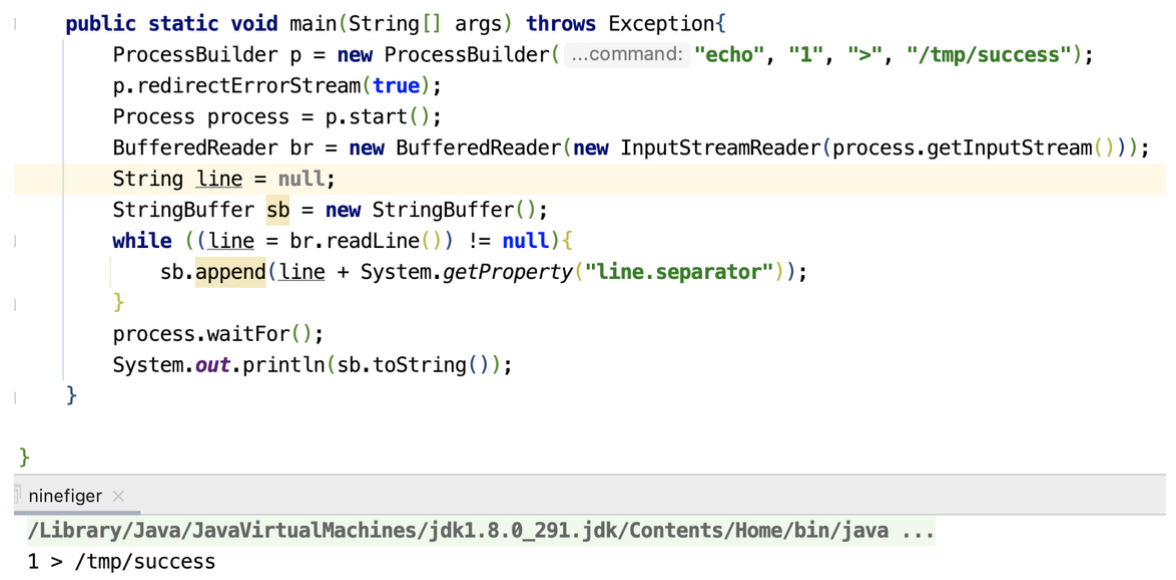 public static void main(String[] args) throws Exception{
ProcessBuilder p = new ProcessBuilder( ...command: "echo", "1", ">", "/tmp/success");
p.redirectErrorStream(true);
Process process = p.start();
BufferedReader br = new BufferedReader(new InputStreamReader(process.getInputStream()));
String line = null;
StringBuffer sb = new StringBuffer();
while ((line = br.readLine()) != null){
sb.append(line + System.getProperty("line.separator"));
}
process.waitFor();
System.out.println(sb.toString());
}
}
ninefiger ×
/Library/Java/JavaVirtualMachines/jdk1.8.0_291.jdk/Contents/Home/bin/java ...
1 > /tmp/success